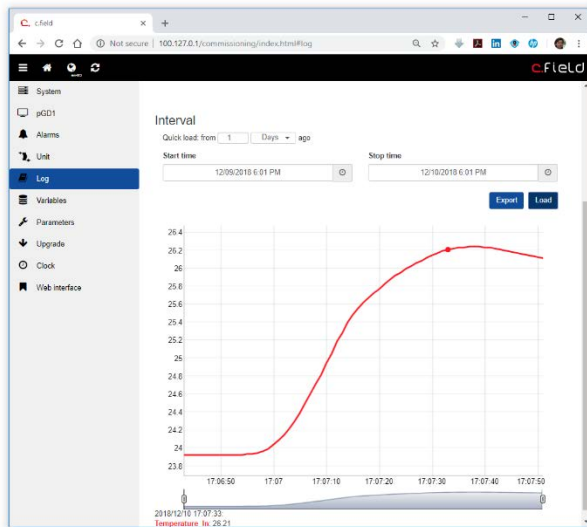 c.field
Not secure | 100.127.0.1/commissioning/index.html#log
c.field
System
pGD1
Alarms
Unit
Log
Variables
Parameters
Upgrade
Clock
Web interface
Interval
Quick load: from 1 Days ago
Start time Stop time
12/09/2018 6:01 PM 12/10/2018 6:01 PM
Export Load
26.4
26.2
26
25.8
25.6
25.4
25.2
25
24.8
24.6
24.4
24.2
24
23.8
17:06:50 17:07 17:07:10 17:07:20 17:07:30 17:07:40 17:07:50
2018/12/10 17:07:33:
Temperature_In: 26.21